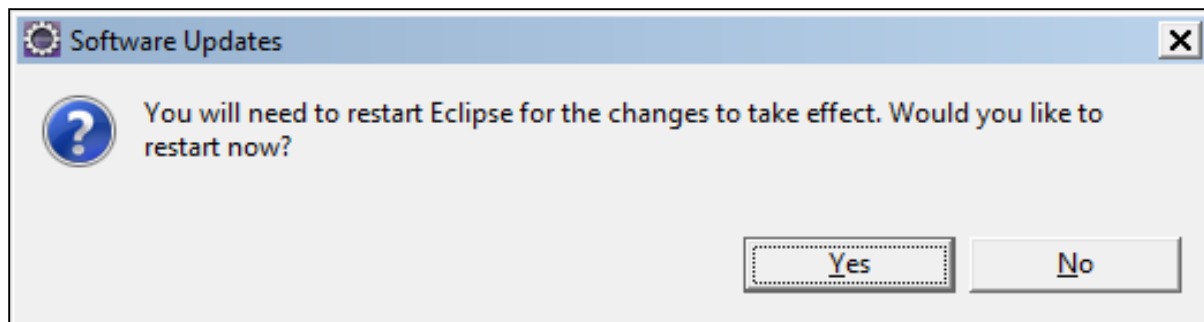 Software Updates
You will need to restart Eclipse for the changes to take effect. Would you like to
restart now?
Yes
No